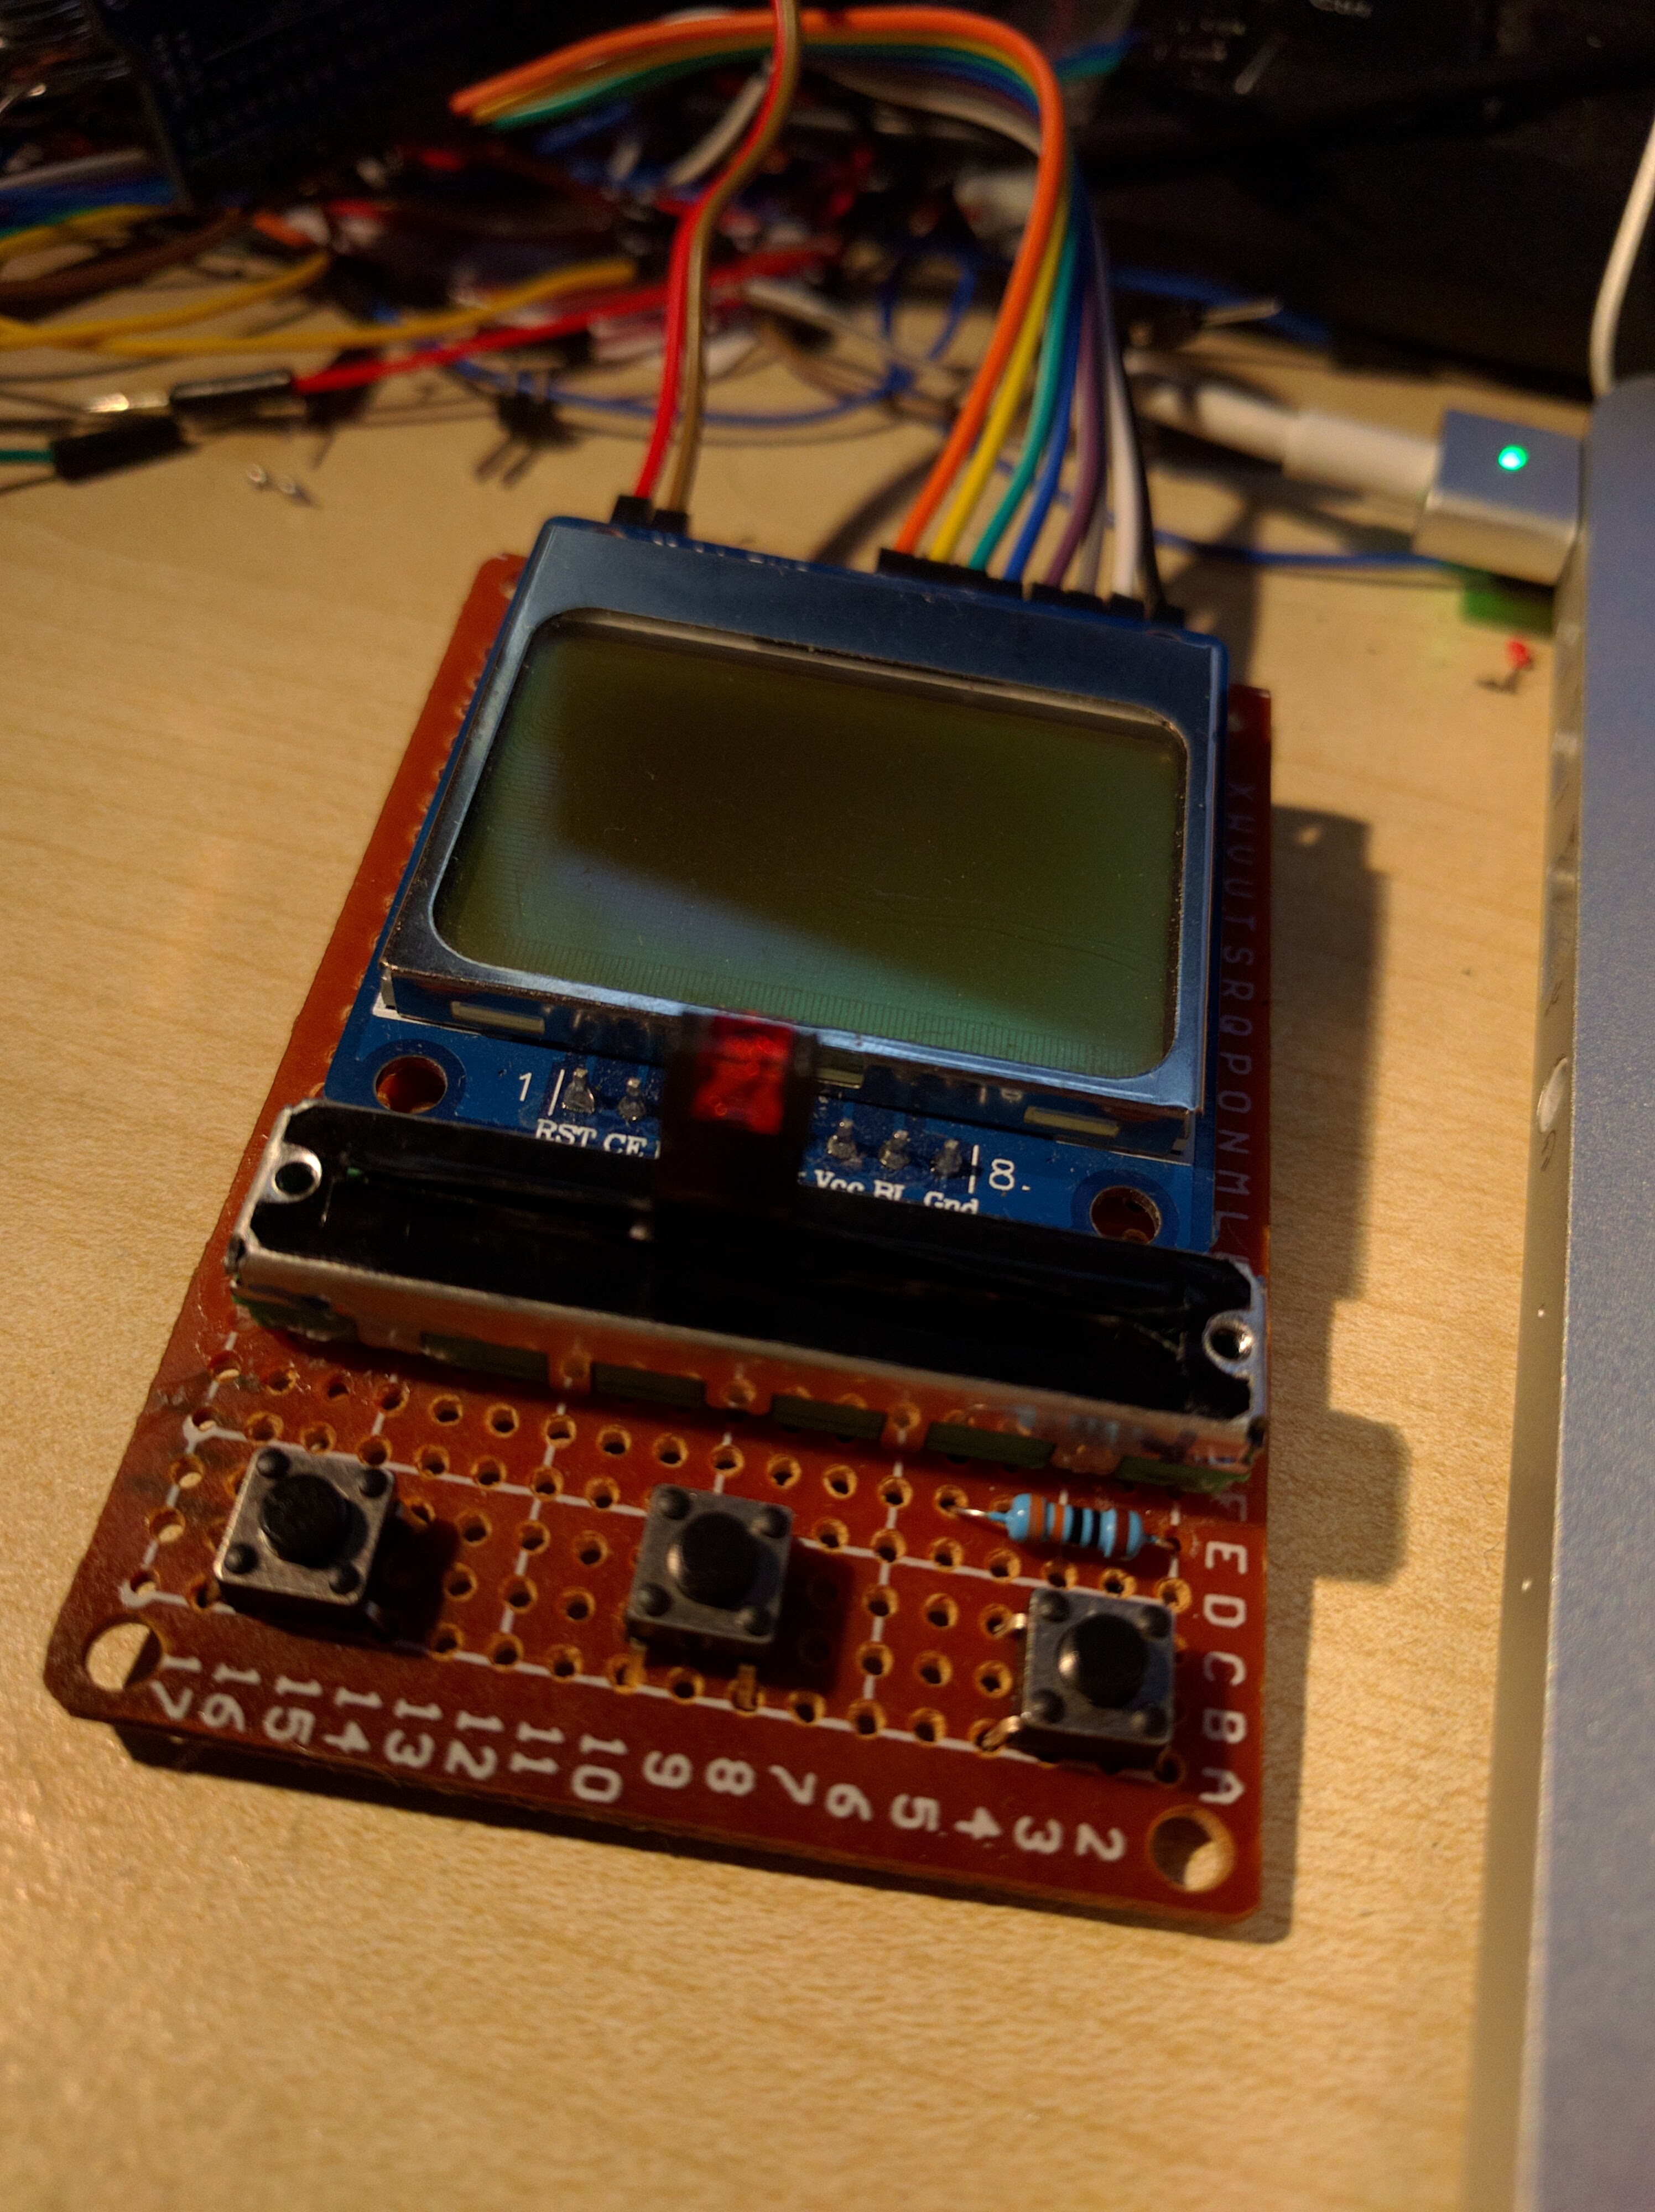 1
RST CE
Vcc BL Gnd
8
X W V U T S R Q P O N M L
E D C B A
17 16 15 14 13 12 11 10 9 8 7 6 5 4 3 2